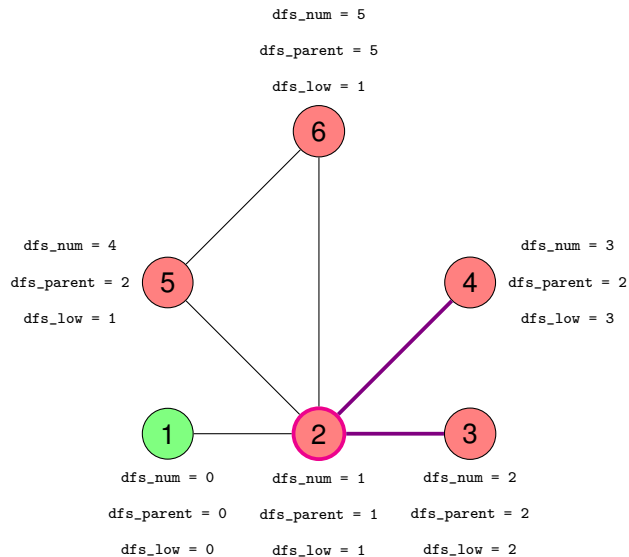 dfs_num = 5
dfs_parent = 5
dfs_low = 1
6
dfs_num = 4
dfs_parent = 2
dfs_low = 1
5
4
dfs_num = 3
dfs_parent = 2
dfs_low = 3
1
2
3
dfs_num = 0
dfs_parent = 0
dfs_low = 0
dfs_num = 1
dfs_parent = 1
dfs_low = 1
dfs_num = 2
dfs_parent = 2
dfs_low = 2